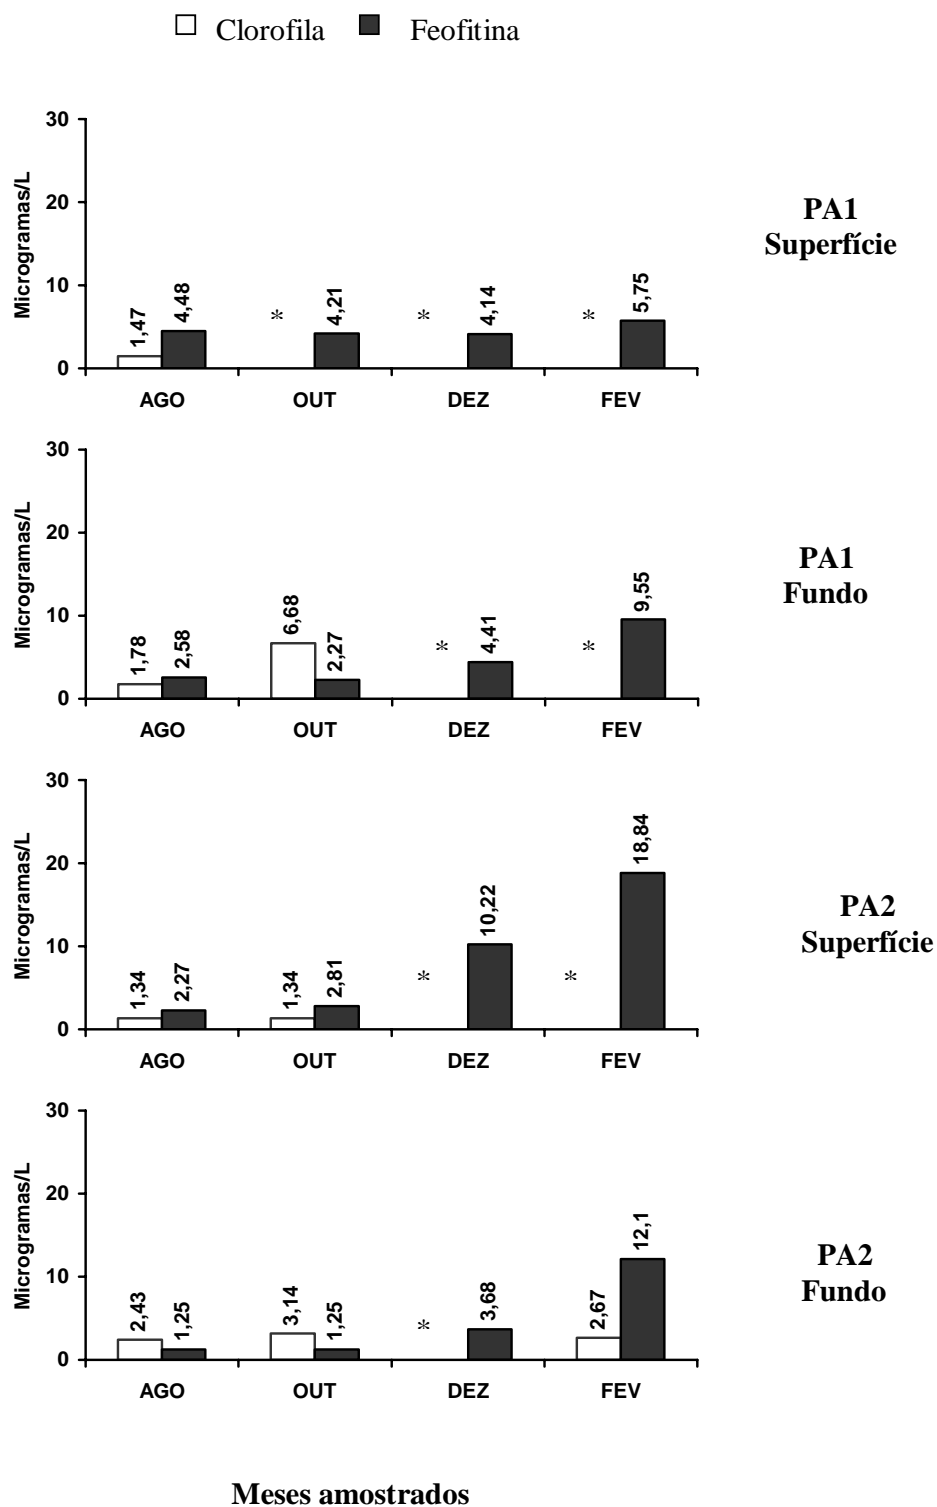 Clorofila Feofitina
30
20
10
0
Microgramas/L
1,47 4,48 * 4,21 * 4,14 * 5,75
AGO OUT DEZ FEV
PA1
Superfície
30
20
10
0
Microgramas/L
1,78 2,58 6,68 2,27 * 4,41 * 9,55
AGO OUT DEZ FEV
PA1
Fundo
30
20
10
0
Microgramas/L
1,34 2,27 1,34 2,81 * 10,22 * 18,84
AGO OUT DEZ FEV
PA2
Superfície
30
20
10
0
Microgramas/L
2,43 1,25 3,14 1,25 * 3,68 2,67 12,1
AGO OUT DEZ FEV
PA2
Fundo
Meses amostrados